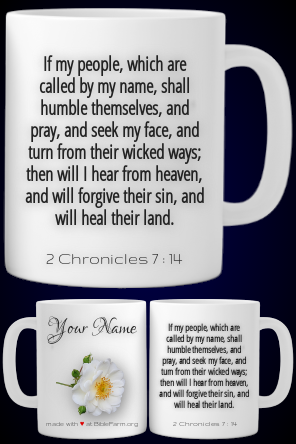 If my people, which are
called by my name, shall
humble themselves, and
pray, and seek my face, and
turn from their wicked ways;
then will I hear from heaven,
and will forgive their sin, and
will heal their land.
2 Chronicles 7 : 14
Your Name
made with ♥ at BibleFarm.org
If my people, which are
called by my name, shall
humble themselves, and
pray, and seek my face, and
turn from their wicked ways;
then will I hear from heaven,
and will forgive their sin, and
will heal their land.
2 Chronicles 7 : 14